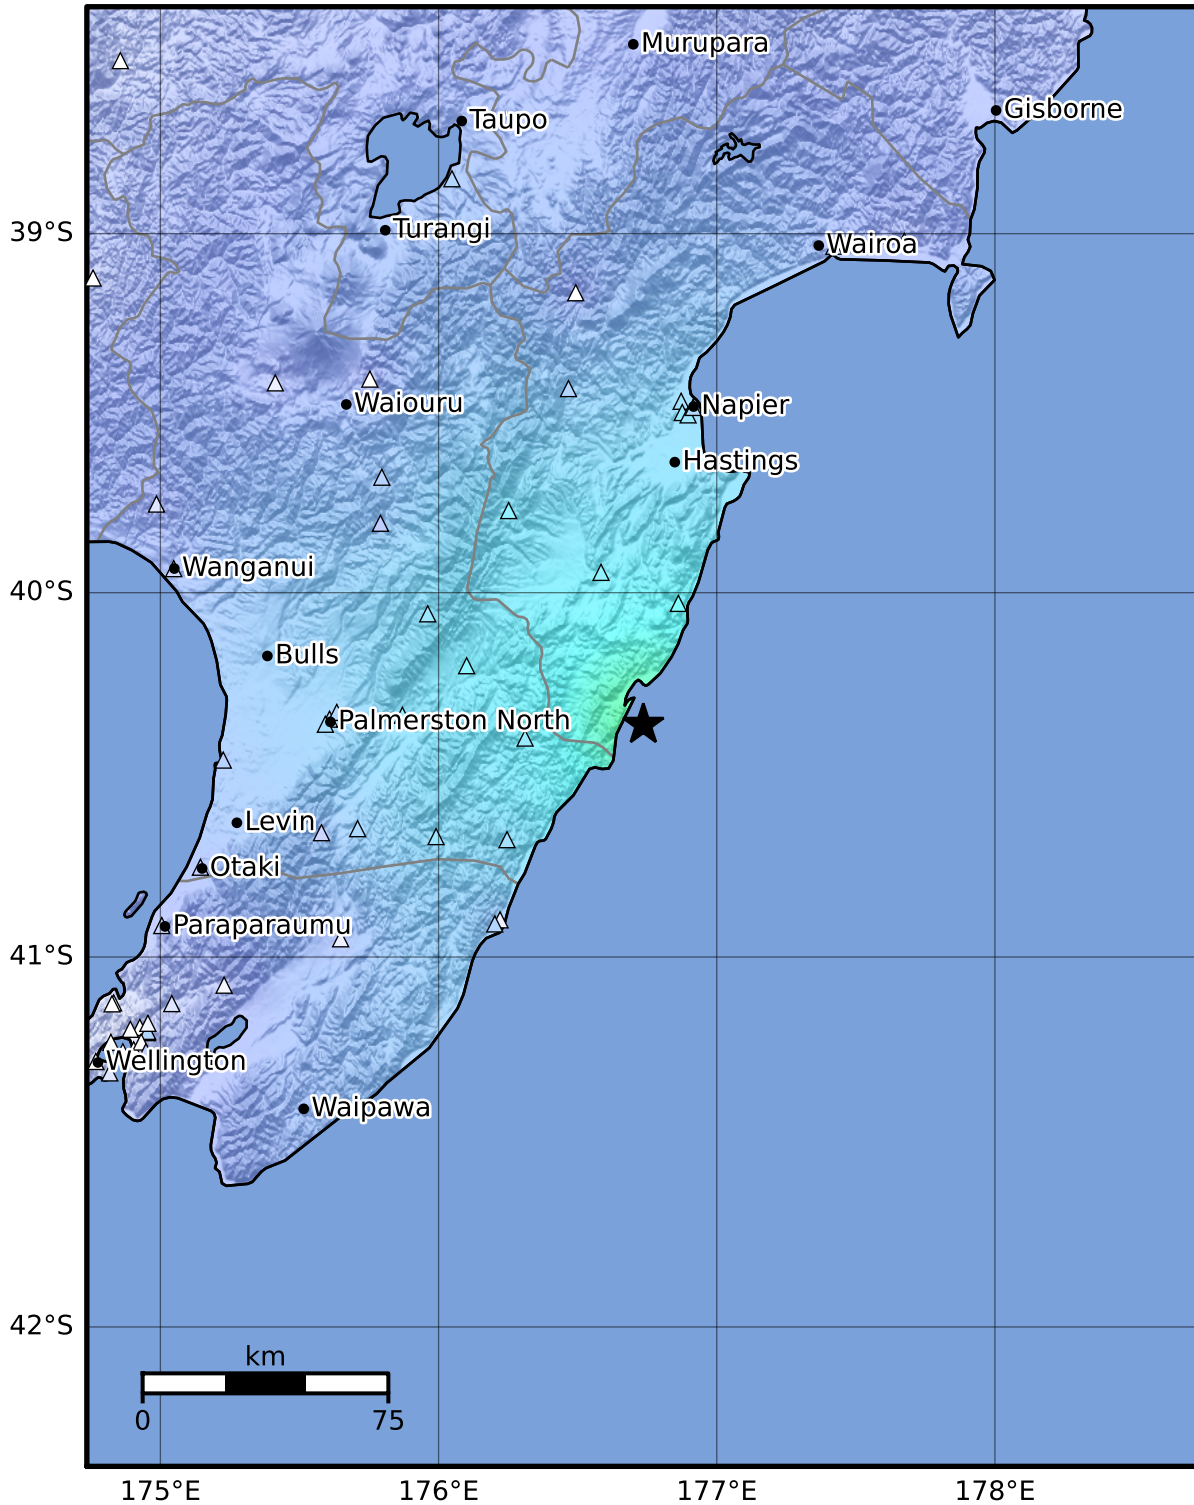 Murupara
Gisborne
Taupo
Turangi
39°S
Wairoa
Waiouru
Napier
Hastings
Wanganui
40°S
Bulls
Palmerston North
Levin
Otaki
Paraparaumu
41°S
Wellington
Waipawa
42°S
km
0
75
175°E
176°E
177°E
178°E